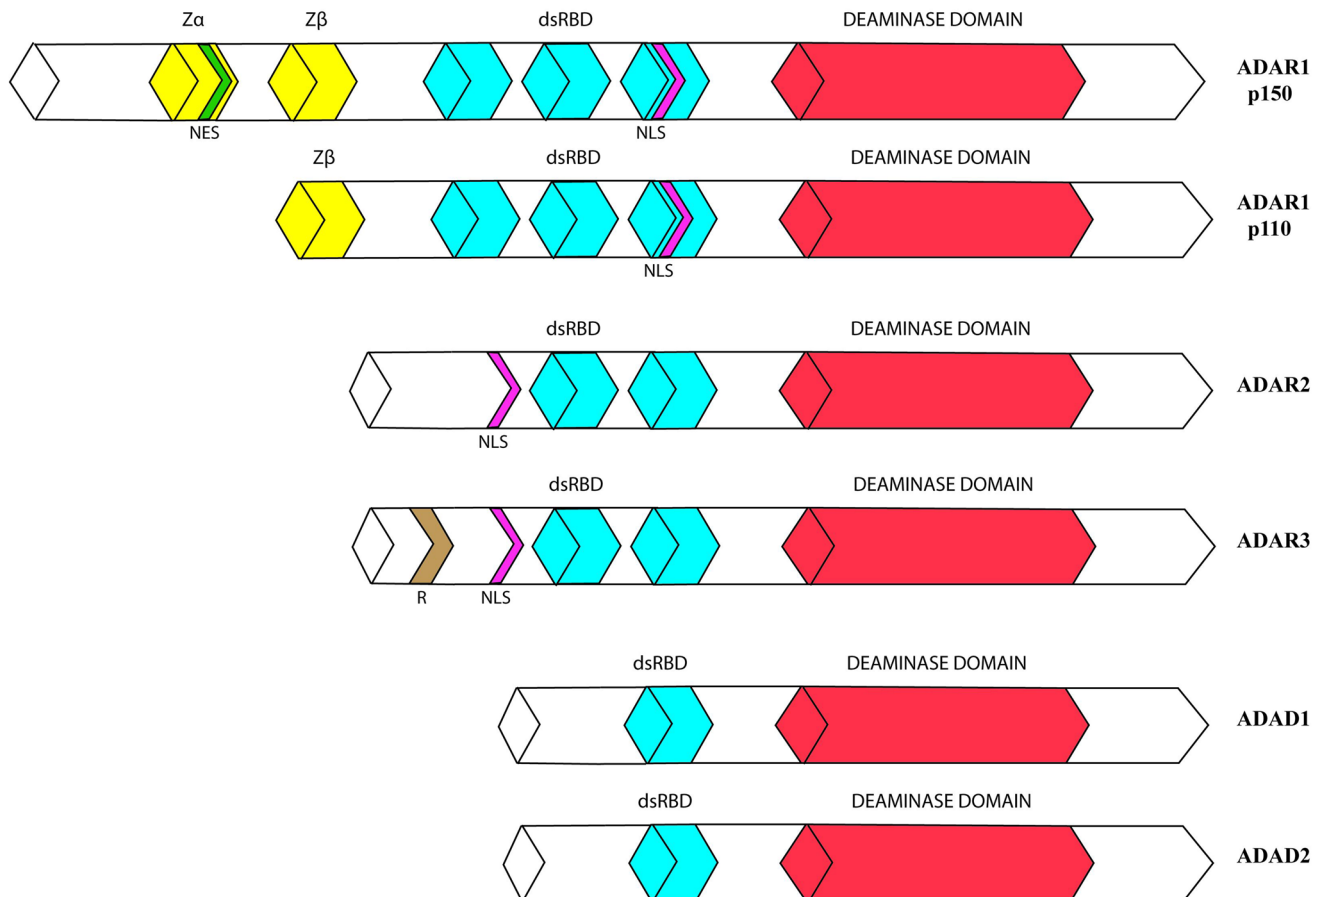 Zα Zβ dsRBD DEAMINASE DOMAIN
ADAR1
p150
NES NLS
Zβ dsRBD DEAMINASE DOMAIN
ADAR1
p110
NLS
dsRBD DEAMINASE DOMAIN
ADAR2
NLS
dsRBD DEAMINASE DOMAIN
ADAR3
R NLS
dsRBD DEAMINASE DOMAIN
ADAD1
dsRBD DEAMINASE DOMAIN
ADAD2